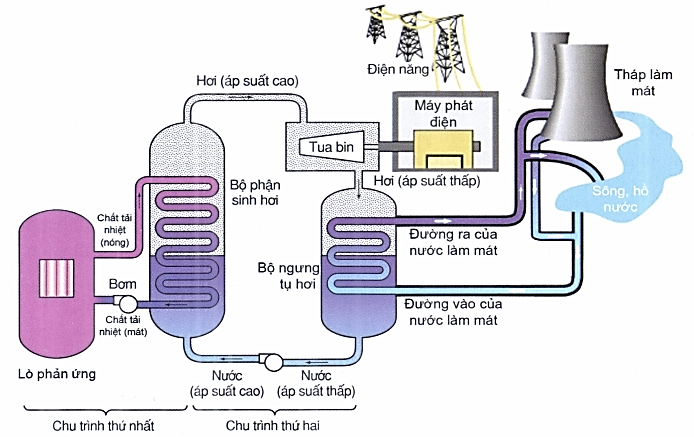 Điện năng
Tháp làm
mát
Hơi (áp suất cao)
Máy phát
điện
Tua bin
Hơi (áp suất thấp)
Bộ phận
sinh hơi
Sông, hồ
nước
Chất tải
nhiệt
(nóng)
Đường ra của
nước làm mát
Bộ ngưng
tụ hơi
Bơm
Đường vào của
nước làm mát
Chất tải
nhiệt (mát)
Lò phản ứng
Nước
(áp suất cao)
Nước
(áp suất thấp)
Chu trình thứ nhất
Chu trình thứ hai